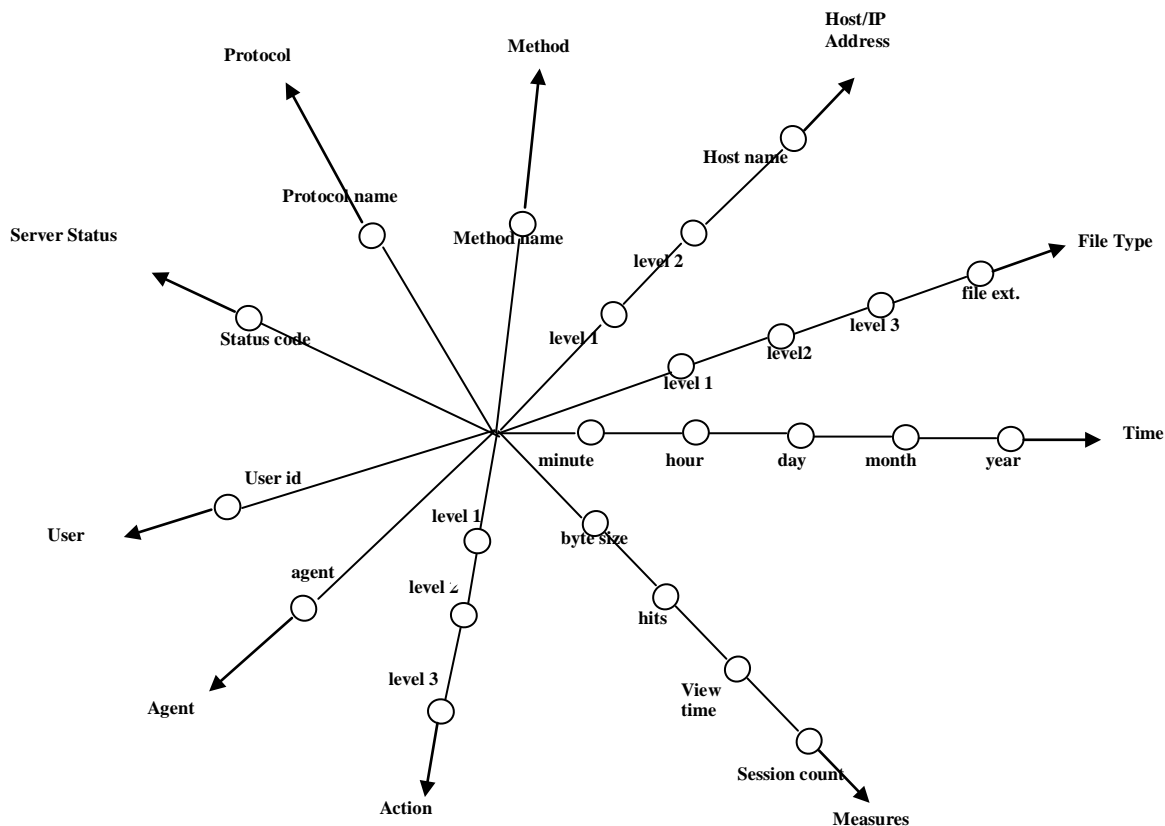 Host/IP
Address
Method
Protocol
Host name
Protocol name
Server Status
Method name
File Type
level 2
file ext.
level 3
Status code
level 1
level2
level 1
Time
minute
hour
day
month
year
User id
level 1
User
byte size
agent
level 2
hits
level 3
View
time
Agent
Session count
Action
Measures